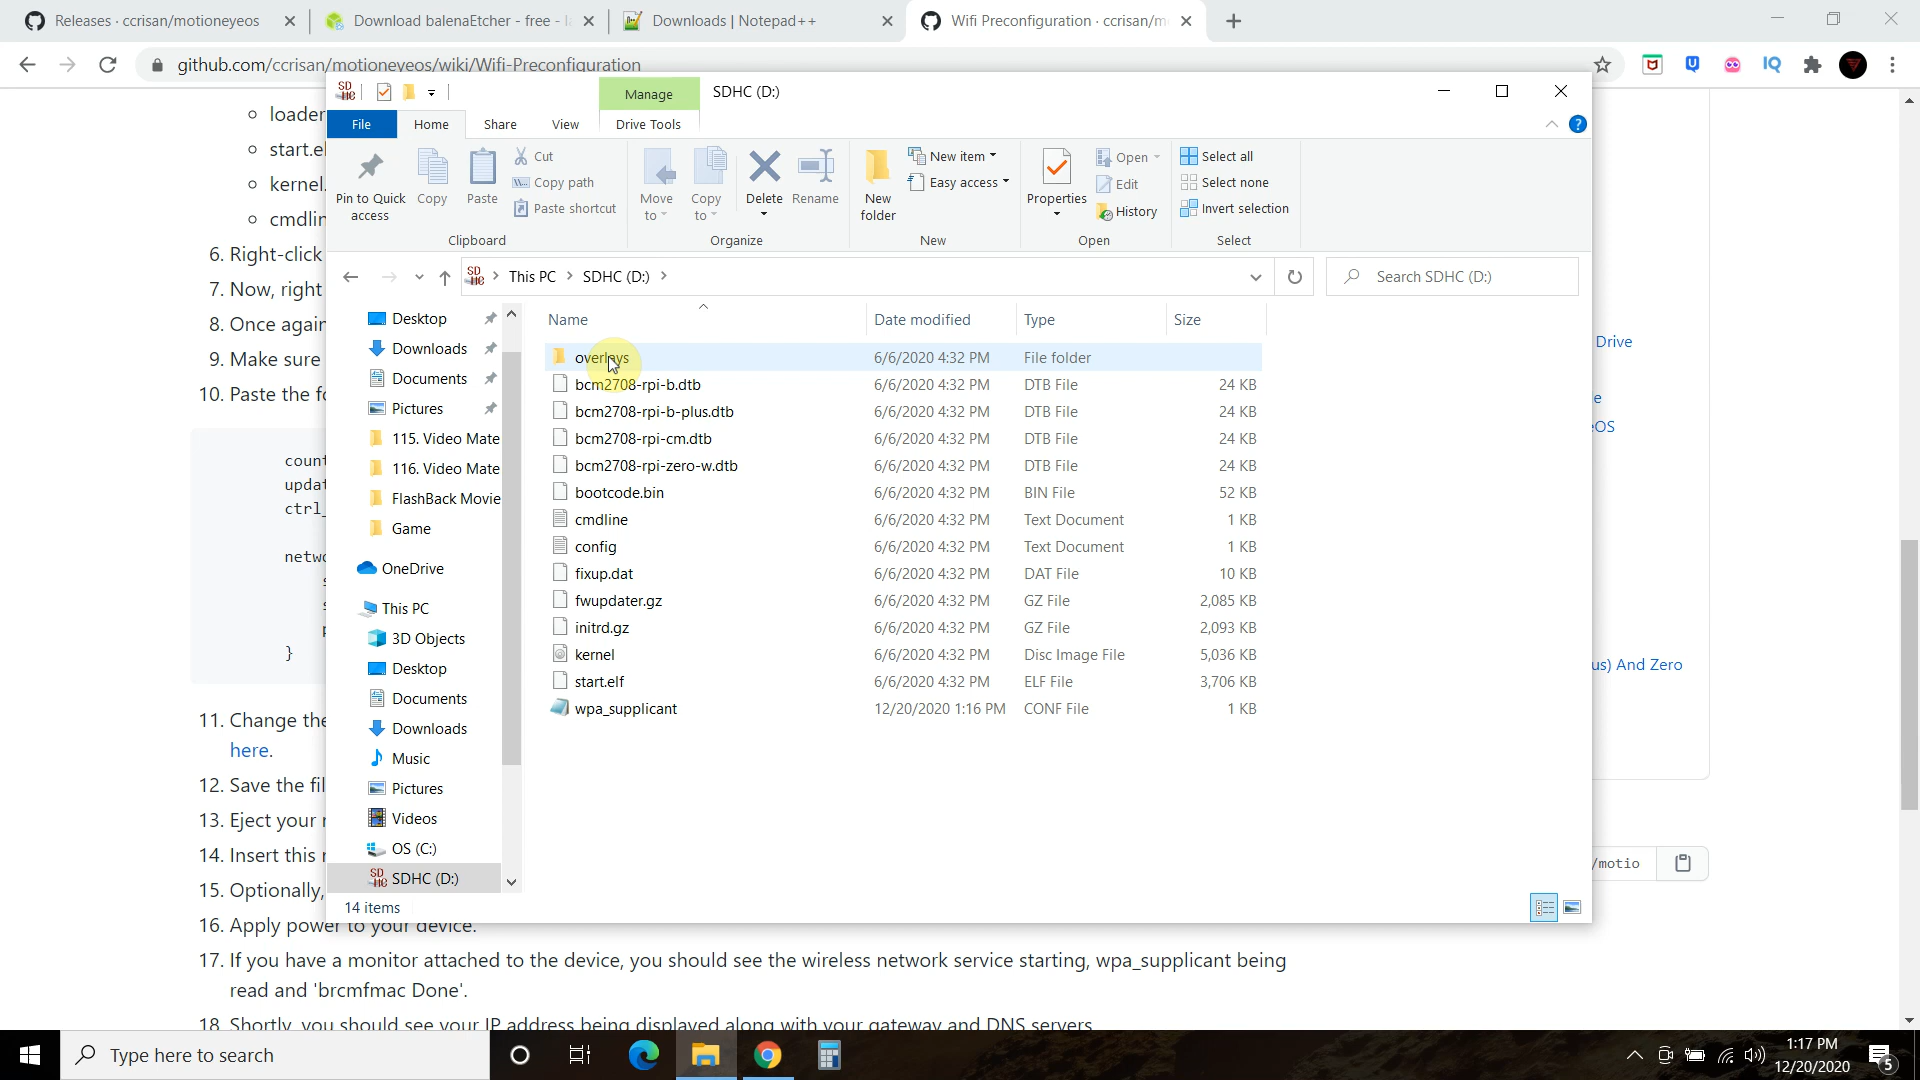 Releases · ccrisan/motioneyeos
Download balenaEtcher - free - l
Downloads | Notepad++
Wifi Preconfiguration · ccrisan/m
github.com/ccrisan/motioneyeos/wiki/Wifi-Preconfiguration
IQ
SDHC (D:)
Manage
File
Home
Share
View
Drive Tools
Pin to Quick access
Copy
Paste
Cut
Copy path
Paste shortcut
Clipboard
Move to
Copy to
Delete
Rename
Organize
New folder
New item
Easy access
New
Properties
Open
Edit
History
Open
Select all
Select none
Invert selection
Select
This PC > SDHC (D:) >
Search SDHC (D:)
Desktop
Downloads
Documents
Pictures
115. Video Mate
116. Video Mate
FlashBack Movie
Game
OneDrive
This PC
3D Objects
Desktop
Documents
Downloads
Music
Pictures
Videos
OS (C:)
SDHC (D:)
Name Date modified Type Size
overlays 6/6/2020 4:32 PM File folder
bcm2708-rpi-b.dtb 6/6/2020 4:32 PM DTB File 24 KB
bcm2708-rpi-b-plus.dtb 6/6/2020 4:32 PM DTB File 24 KB
bcm2708-rpi-cm.dtb 6/6/2020 4:32 PM DTB File 24 KB
bcm2708-rpi-zero-w.dtb 6/6/2020 4:32 PM DTB File 24 KB
bootcode.bin 6/6/2020 4:32 PM BIN File 52 KB
cmdline 6/6/2020 4:32 PM Text Document 1 KB
config 6/6/2020 4:32 PM Text Document 1 KB
fixup.dat 6/6/2020 4:32 PM DAT File 10 KB
fwupdater.gz 6/6/2020 4:32 PM GZ File 2,085 KB
initrd.gz 6/6/2020 4:32 PM GZ File 2,093 KB
kernel 6/6/2020 4:32 PM Disc Image File 5,036 KB
start.elf 6/6/2020 4:32 PM ELF File 3,706 KB
wpa_supplicant 12/20/2020 1:16 PM CONF File 1 KB
14 items
loader
start.el
kernel.
cmdlin
6. Right-click
7. Now, right
8. Once again
9. Make sure
10. Paste the fo
count
updat
ctrl_
netwo
s
s
p
}
11. Change the
here.
12. Save the fil
13. Eject your
14. Insert this
15. Optionally,
16. Apply power to your device.
17. If you have a monitor attached to the device, you should see the wireless network service starting, wpa_supplicant being
read and 'brcmfmac Done'.
18. Shortly, you should see your IP address being displayed along with your gateway and DNS servers
Drive
e
OS
us) And Zero
/motio
Type here to search
1:17 PM
12/20/2020
5